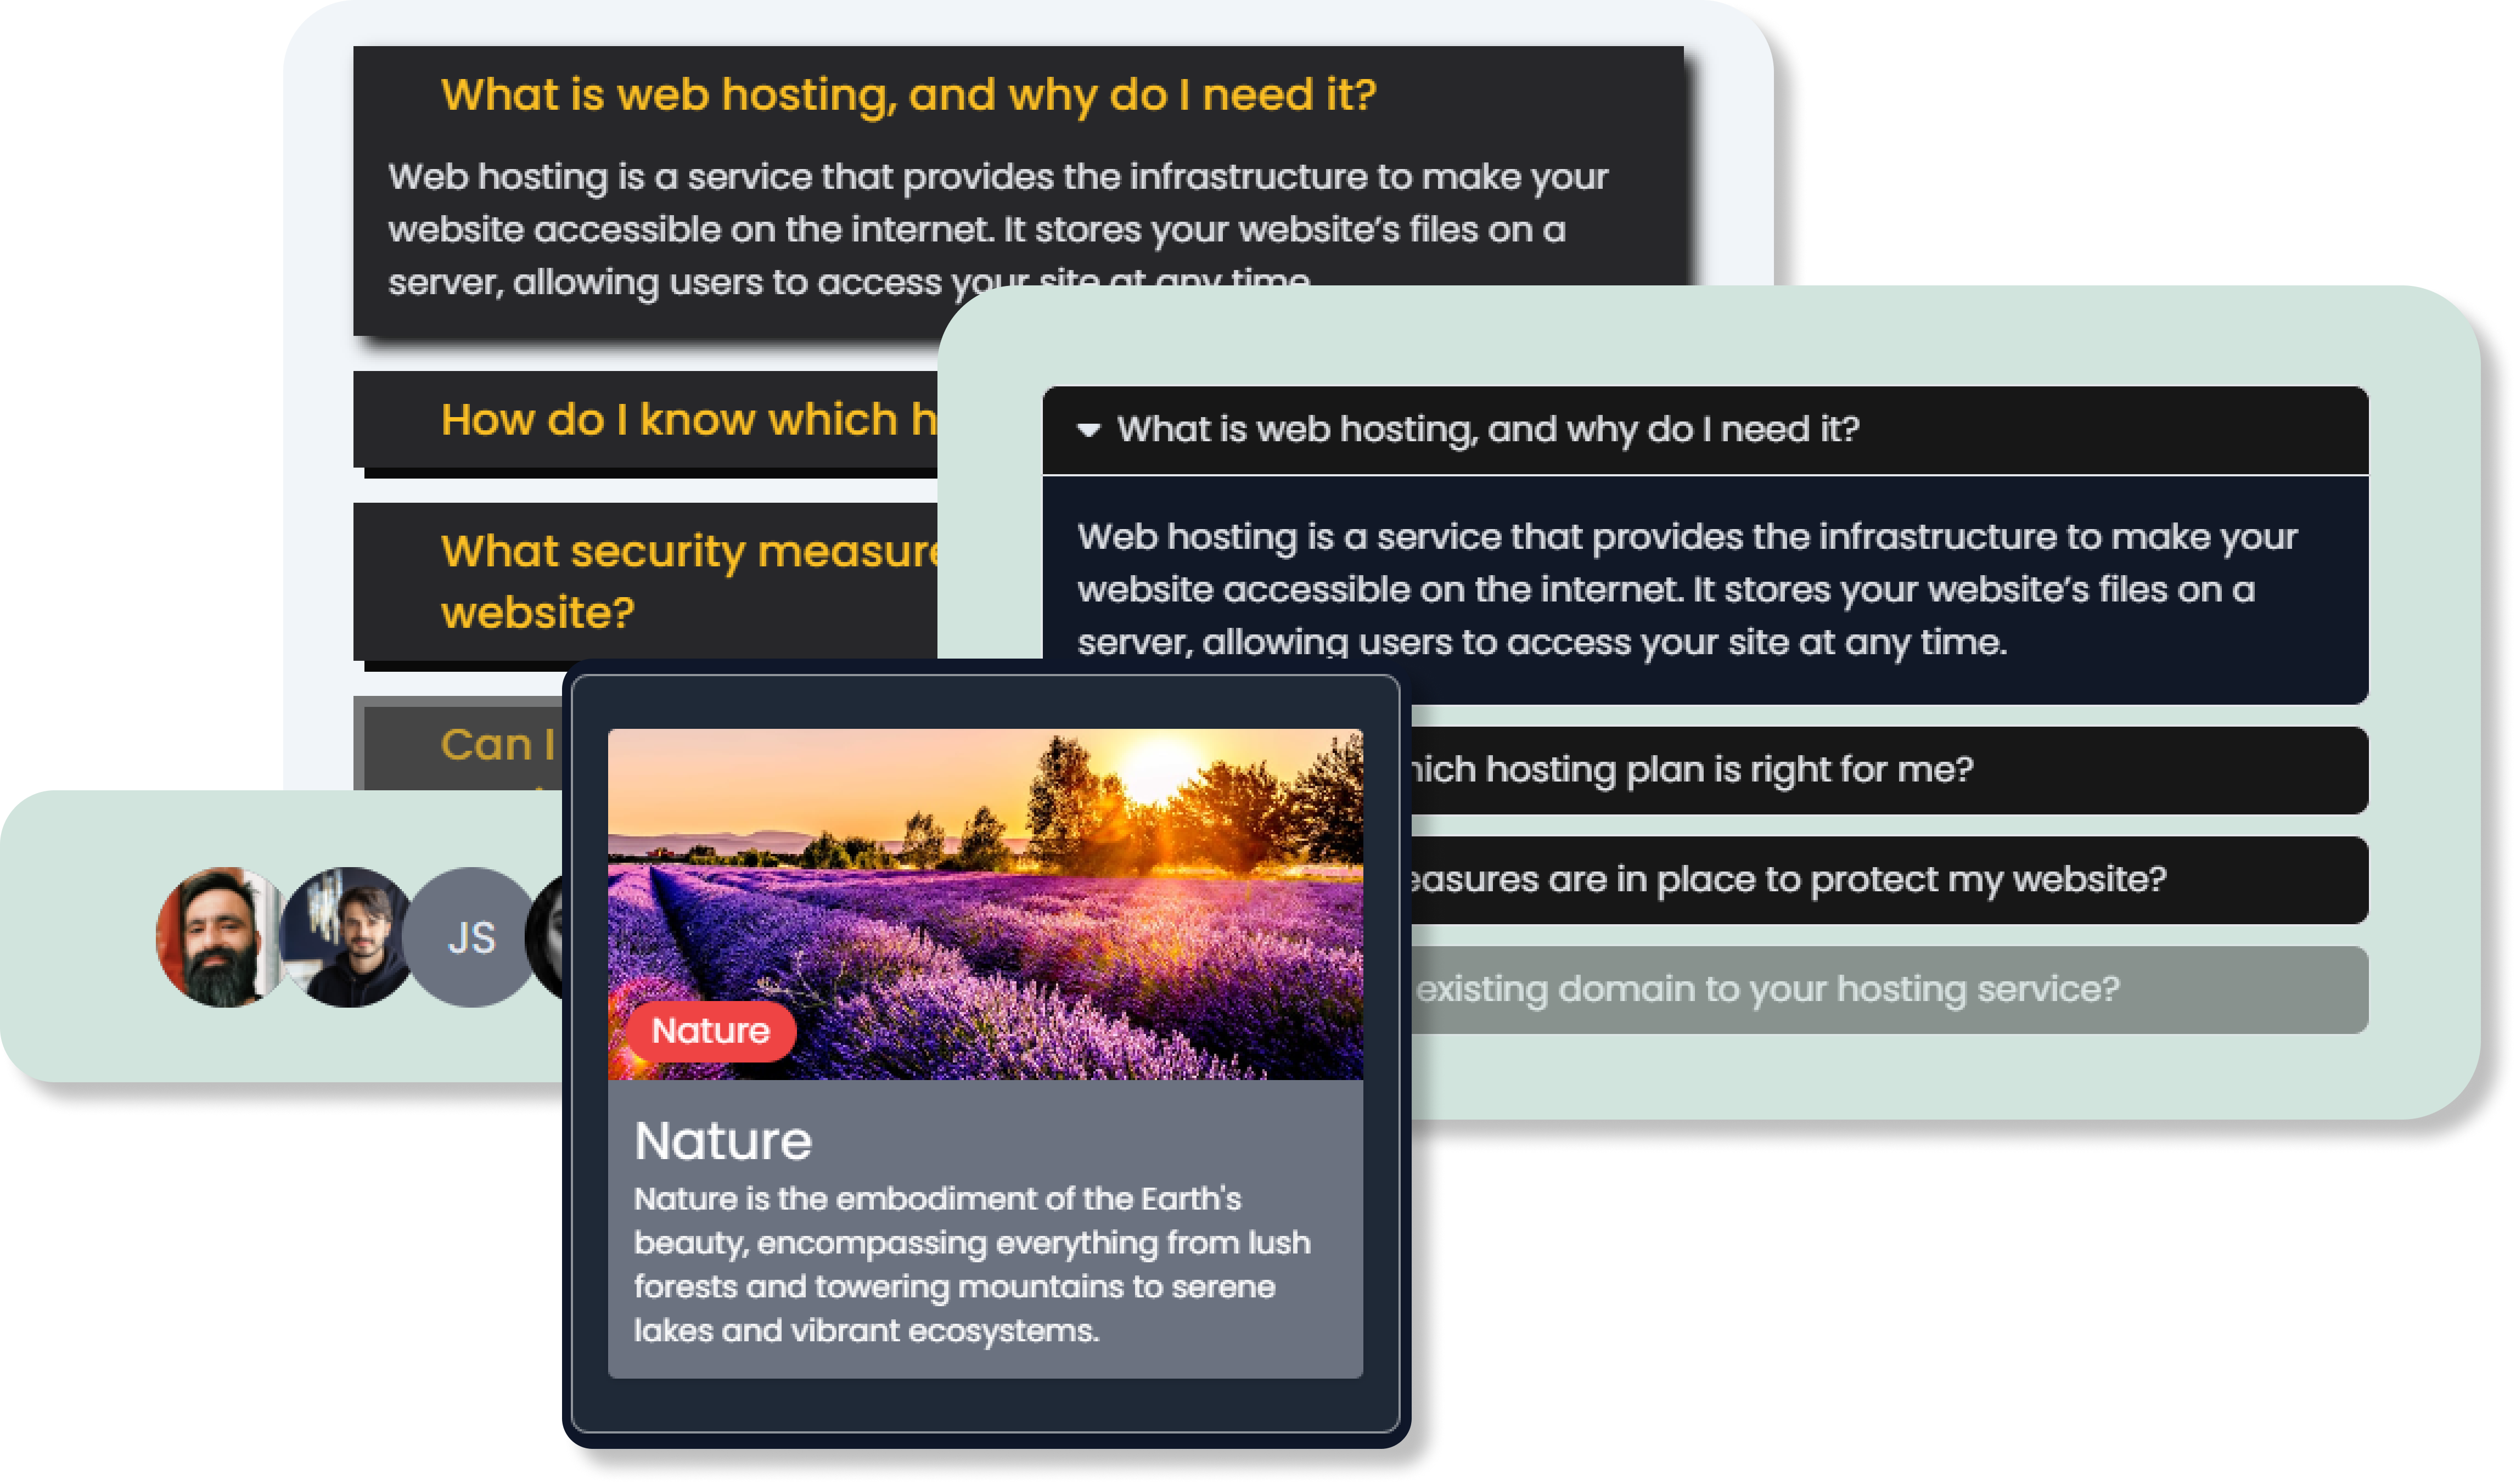 What is web hosting, and why do I need it?
Web hosting is a service that provides the infrastructure to make your
website accessible on the internet. It stores your website’s files on a
server, allowing users to access your site at any time
How do I know which h
What security measure
website?
Can I
What is web hosting, and why do I need it?
Web hosting is a service that provides the infrastructure to make your
website accessible on the internet. It stores your website’s files on a
server, allowing users to access your site at any time.
hich hosting plan is right for me?
easures are in place to protect my website?
existing domain to your hosting service?
JS
Nature
Nature
Nature is the embodiment of the Earth's
beauty, encompassing everything from lush
forests and towering mountains to serene
lakes and vibrant ecosystems.